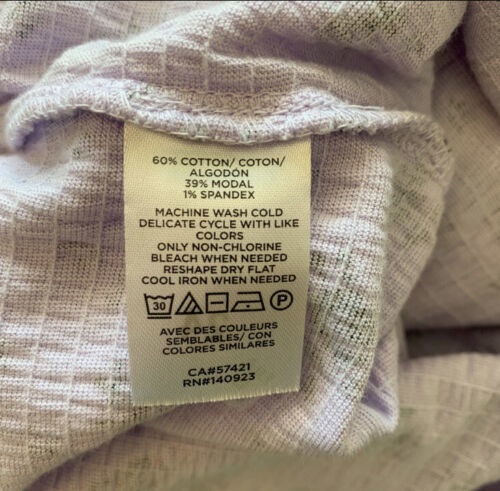 60% COTTON/ COTON/
ALGODÓN
39% MODAL
1% SPANDEX
MACHINE WASH COLD
DELICATE CYCLE WITH LIKE
COLORS
ONLY NON-CHLORINE
BLEACH WHEN NEEDED
RESHAPE DRY FLAT
COOL IRON WHEN NEEDED
30 P
AVEC DES COULEURS
SEMBLABLES/ CON
COLORES SIMILARES
CA#57421
RN#140923